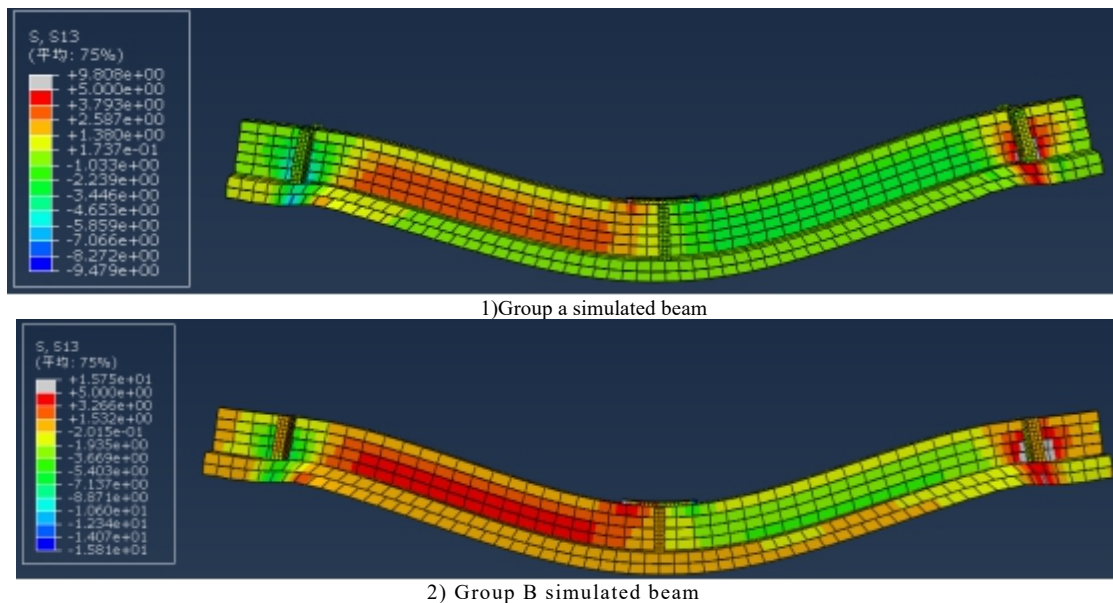 S, S13
(平均: 75%)
+9.808e+00
+5.000e+00
+3.793e+00
+2.587e+00
+1.380e+00
+1.737e-01
-1.033e+00
-2.239e+00
-3.446e+00
-4.653e+00
-5.859e+00
-7.066e+00
-8.272e+00
-9.479e+00
1)Group a simulated beam
S, S13
(平均: 75%)
+1.575e+01
+5.000e+00
+3.266e+00
+1.532e+00
-2.015e-01
-1.935e+00
-3.669e+00
-5.403e+00
-7.137e+00
-8.871e+00
-1.060e+01
-1.234e+01
-1.407e+01
-1.581e+01
2) Group B simulated beam